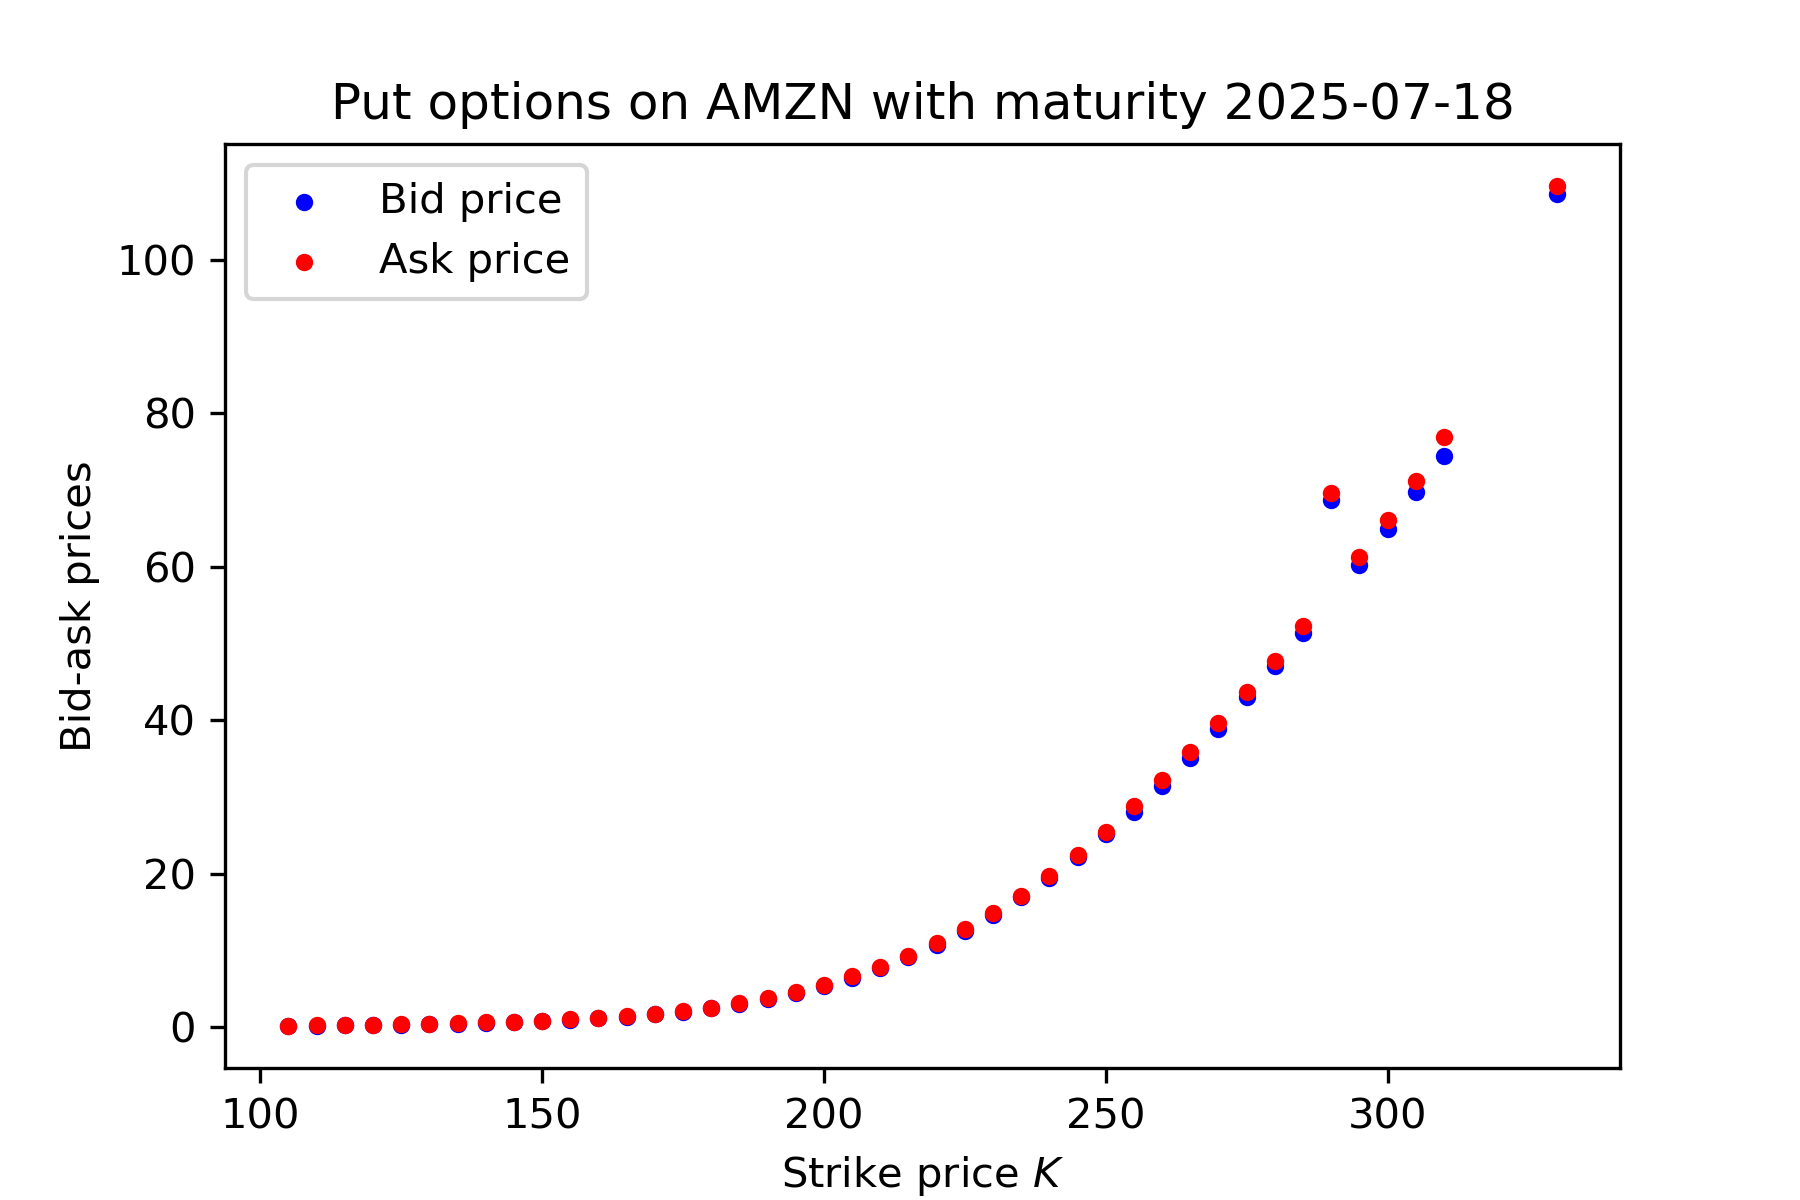 Put options on AMZN with maturity 2025-07-18
Bid price
Ask price
Bid-ask prices
100
80
60
40
20
0
100 150 200 250 300
Strike price K